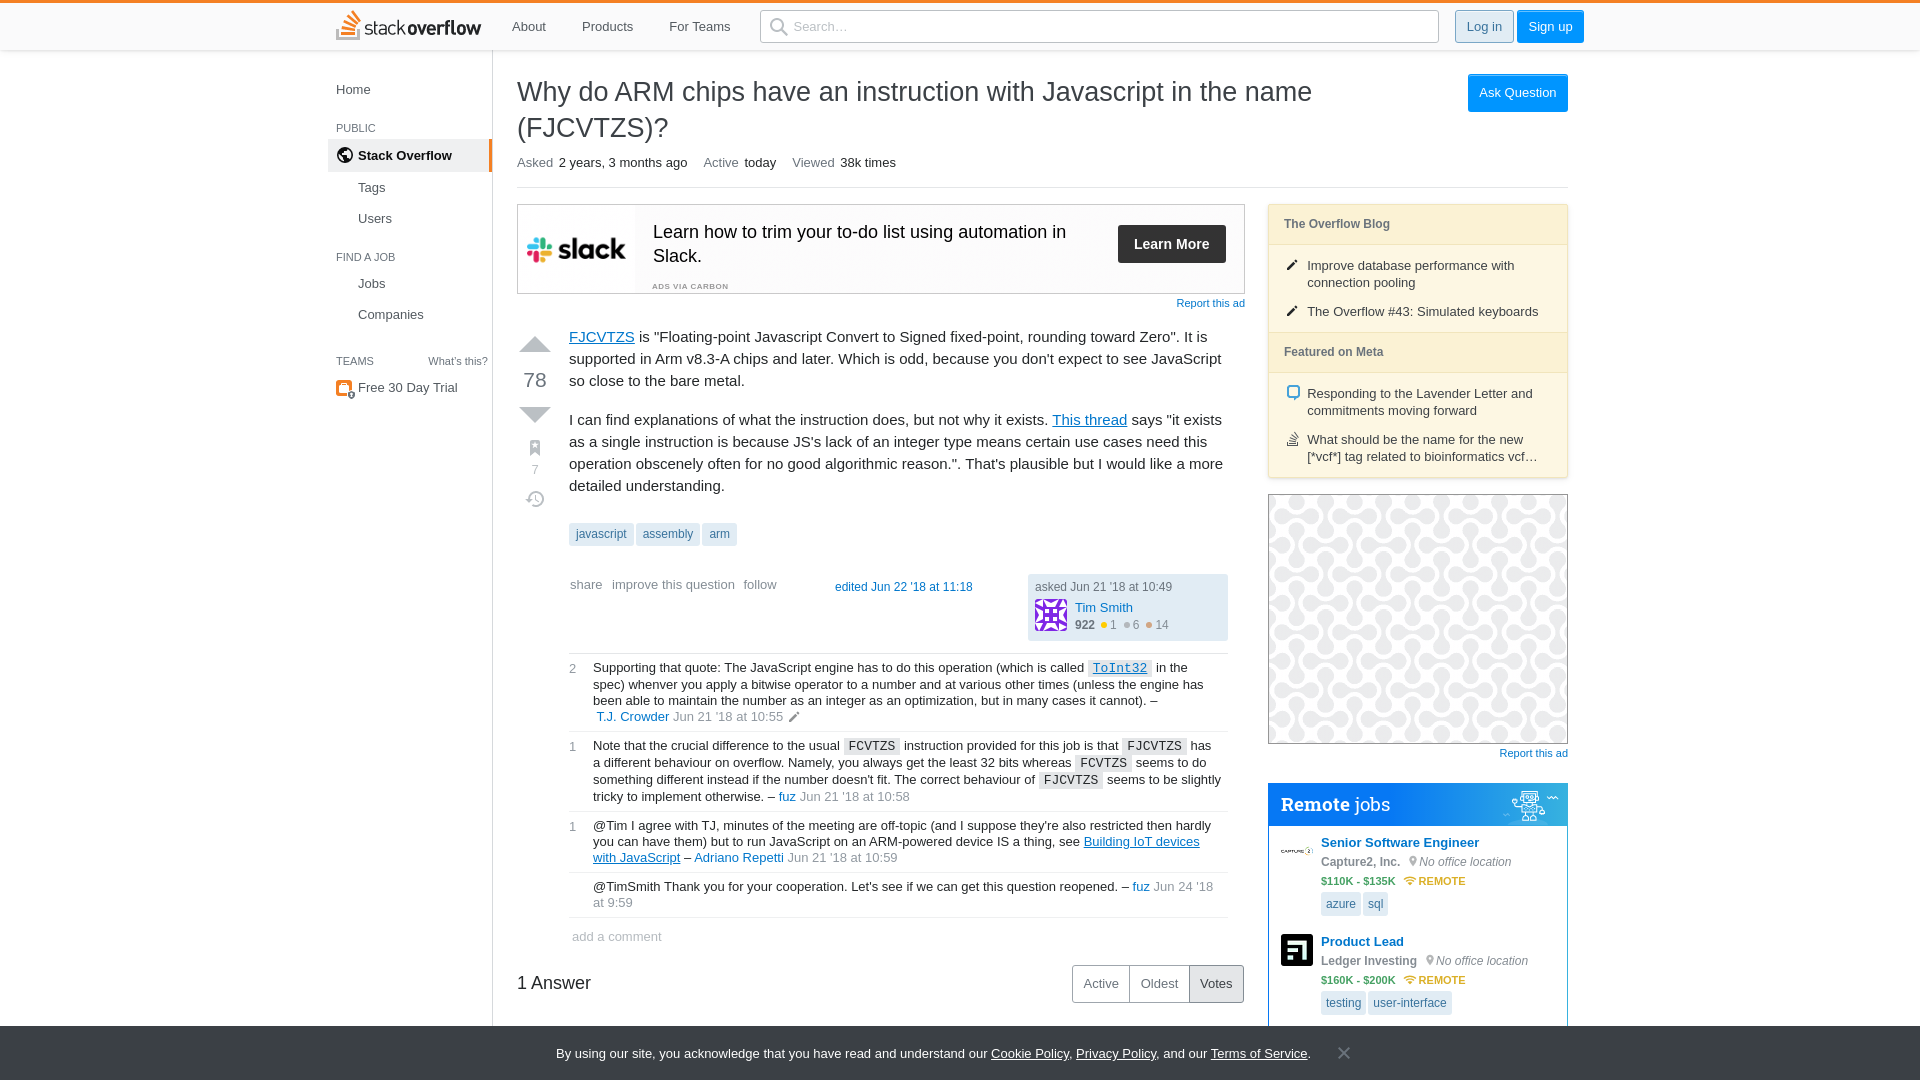 stackoverflow
About
Products
For Teams
Search…
Log in
Sign up
Home
PUBLIC
Stack Overflow
Tags
Users
FIND A JOB
Jobs
Companies
TEAMS
What's this?
Free 30 Day Trial
Why do ARM chips have an instruction with Javascript in the name
(FJCVTZS)?
Ask Question
Asked 2 years, 3 months ago Active today Viewed 38k times
slack
Learn how to trim your to-do list using automation in
Slack.
Learn More
ADS VIA CARBON
Report this ad
78
7
FJCVTZS is "Floating-point Javascript Convert to Signed fixed-point, rounding toward Zero". It is
supported in Arm v8.3-A chips and later. Which is odd, because you don't expect to see JavaScript
so close to the bare metal.
I can find explanations of what the instruction does, but not why it exists. This thread says "it exists
as a single instruction is because JS's lack of an integer type means certain use cases need this
operation obscenely often for no good algorithmic reason.". That's plausible but I would like a more
detailed understanding.
javascript assembly arm
share improve this question follow
edited Jun 22 '18 at 11:18
asked Jun 21 '18 at 10:49
Tim Smith
922 1 6 14
2
Supporting that quote: The JavaScript engine has to do this operation (which is called ToInt32 in the
spec) whenver you apply a bitwise operator to a number and at various other times (unless the engine has
been able to maintain the number as an integer as an optimization, but in many cases it cannot). –
T.J. Crowder Jun 21 '18 at 10:55
1
Note that the crucial difference to the usual FCVTZS instruction provided for this job is that FJCVTZS has
a different behaviour on overflow. Namely, you always get the least 32 bits whereas FCVTZS seems to do
something different instead if the number doesn't fit. The correct behaviour of FJCVTZS seems to be slightly
tricky to implement otherwise. – fuz Jun 21 '18 at 10:58
1
@Tim I agree with TJ, minutes of the meeting are off-topic (and I suppose they're also restricted then hardly
you can have them) but to run JavaScript on an ARM-powered device IS a thing, see Building IoT devices
with JavaScript – Adriano Repetti Jun 21 '18 at 10:59
@TimSmith Thank you for your cooperation. Let's see if we can get this question reopened. – fuz Jun 24 '18
at 9:59
add a comment
1 Answer
Active
Oldest
Votes
The Overflow Blog
Improve database performance with
connection pooling
The Overflow #43: Simulated keyboards
Featured on Meta
Responding to the Lavender Letter and
commitments moving forward
What should be the name for the new
[*vcf*] tag related to bioinformatics vcf…
Report this ad
Remote jobs
CAPTURE 2
Senior Software Engineer
Capture2, Inc. No office location
$110K - $135K REMOTE
azure sql
Product Lead
Ledger Investing No office location
$160K - $200K REMOTE
testing user-interface
By using our site, you acknowledge that you have read and understand our Cookie Policy, Privacy Policy, and our Terms of Service.